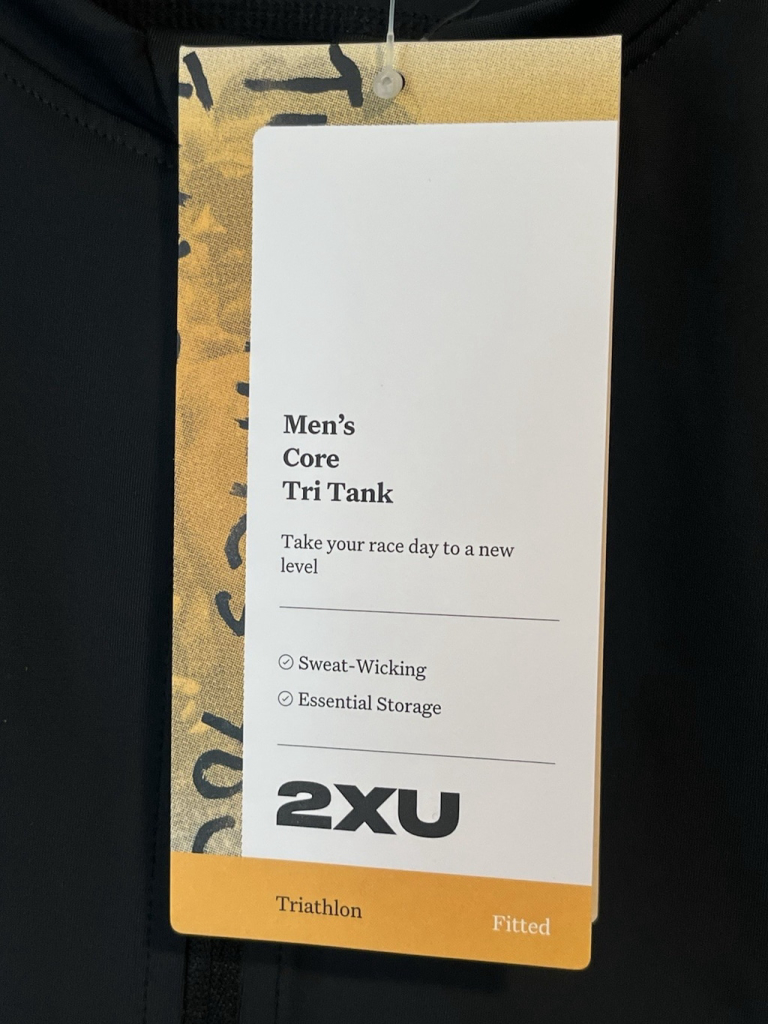 Men’s
Core
Tri Tank
Take your race day to a new
level
Sweat-Wicking
Essential Storage
2XU
Triathlon
Fitted